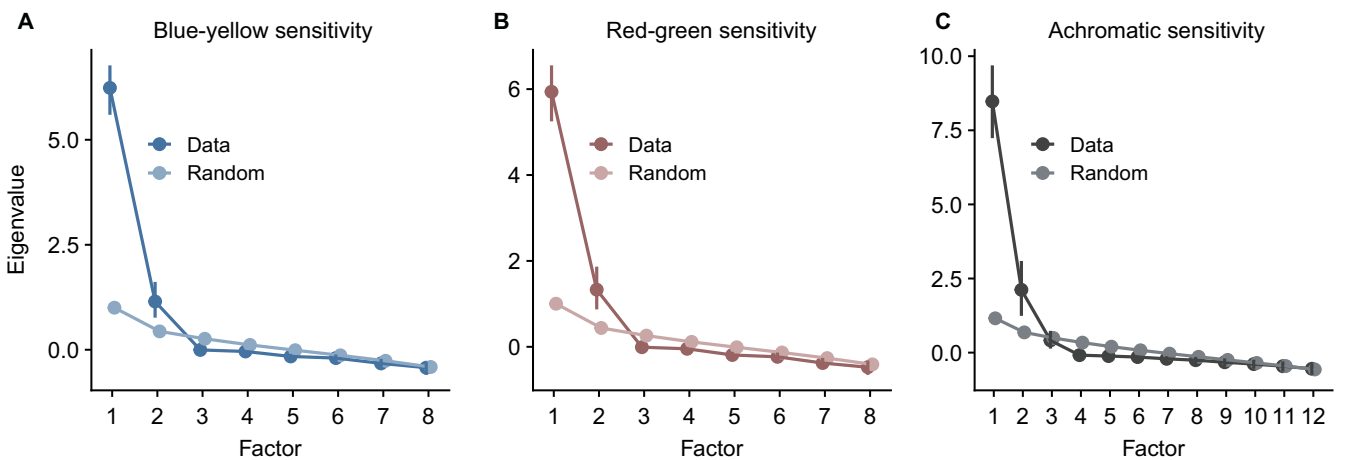 A Blue-yellow sensitivity
5.0
2.5
0.0
Eigenvalue
Data
Random
1 2 3 4 5 6 7 8
Factor
B Red-green sensitivity
6
4
2
0
Data
Random
1 2 3 4 5 6 7 8
Factor
C Achromatic sensitivity
10.0
7.5
5.0
2.5
0.0
Data
Random
1 2 3 4 5 6 7 8 9 10 11 12
Factor